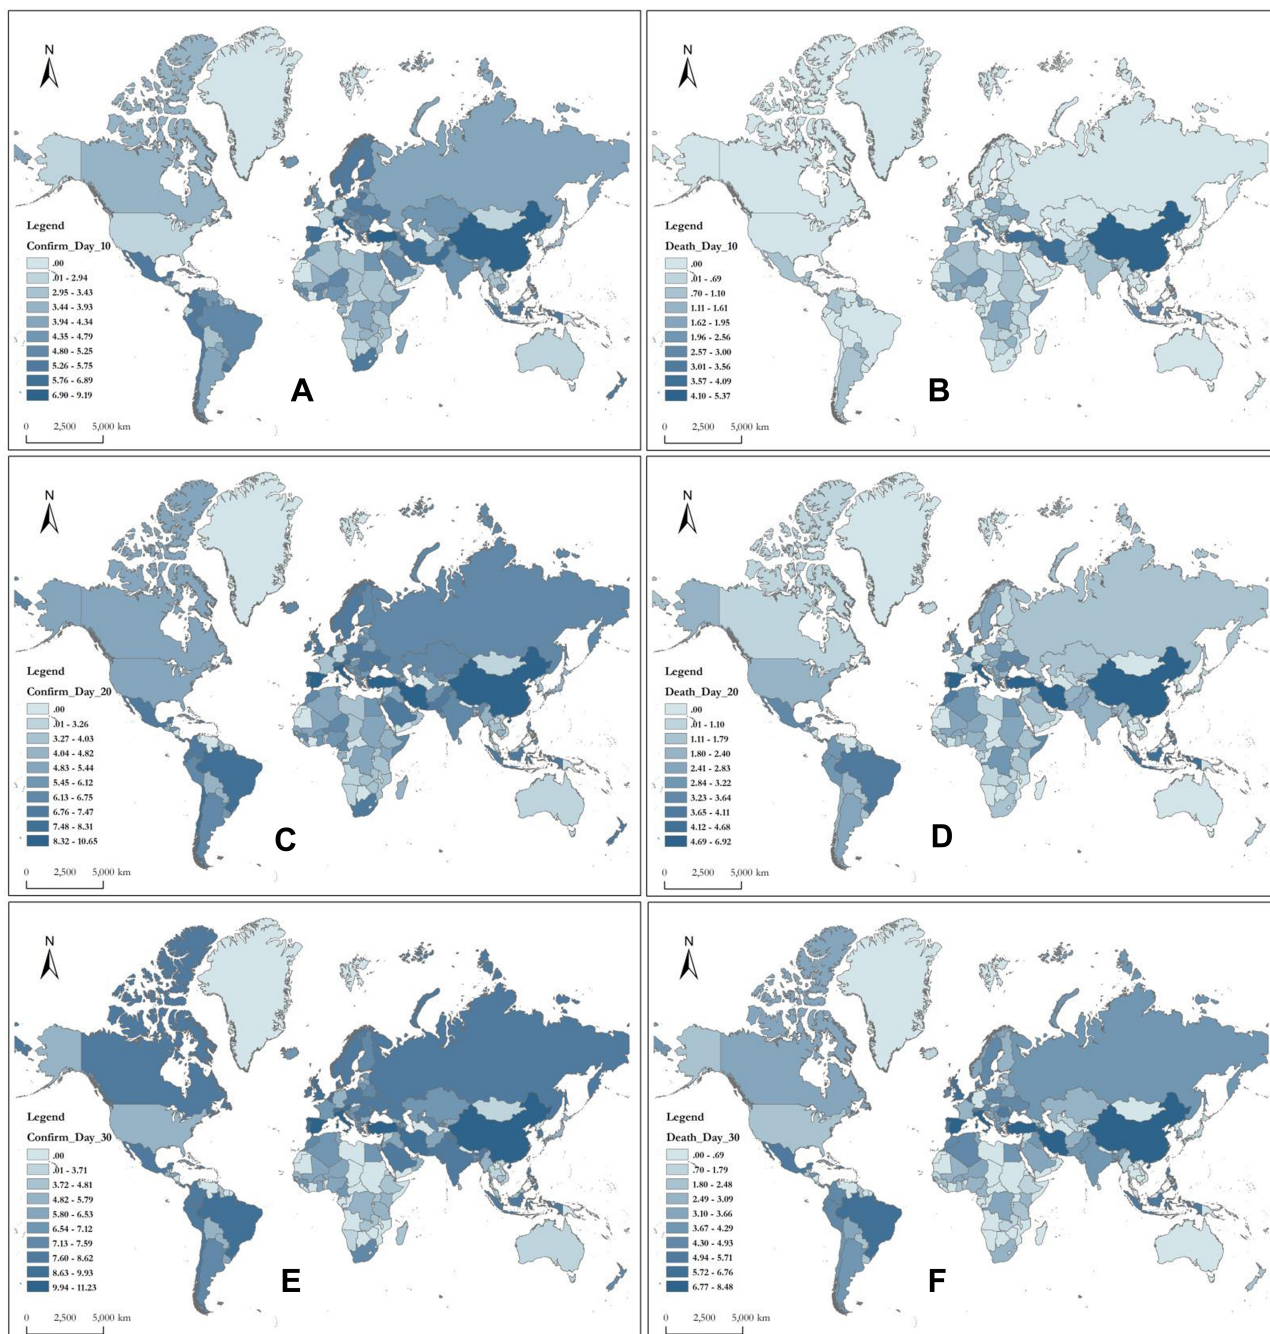 N
Legend
Confirm_Day_10
.00
.01 - 2.94
2.95 - 3.43
3.44 - 3.93
3.94 - 4.34
4.35 - 4.79
4.80 - 5.25
5.26 - 5.75
5.76 - 6.89
6.90 - 9.19
0 2,500 5,000 km
A
N
Legend
Death_Day_10
.00
.01 - .69
.70 - 1.10
1.11 - 1.61
1.62 - 1.95
1.96 - 2.56
2.57 - 3.00
3.01 - 3.56
3.57 - 4.09
4.10 - 5.37
0 2,500 5,000 km
B
N
Legend
Confirm_Day_20
.00
.01 - 3.26
3.27 - 4.03
4.04 - 4.82
4.83 - 5.44
5.45 - 6.12
6.13 - 6.75
6.76 - 7.47
7.48 - 8.31
8.32 - 10.65
0 2,500 5,000 km
C
N
Legend
Death_Day_20
.00
.01 - 1.10
1.11 - 1.79
1.80 - 2.40
2.41 - 2.83
2.84 - 3.22
3.23 - 3.64
3.65 - 4.11
4.12 - 4.68
4.69 - 6.92
0 2,500 5,000 km
D
N
Legend
Confirm_Day_30
.00
.01 - 3.71
3.72 - 4.81
4.82 - 5.79
5.80 - 6.53
6.54 - 7.12
7.13 - 7.59
7.60 - 8.62
8.63 - 9.93
9.94 - 11.23
0 2,500 5,000 km
E
N
Legend
Death_Day_30
.00 - .69
.70 - 1.79
1.80 - 2.48
2.49 - 3.09
3.10 - 3.66
3.67 - 4.29
4.30 - 4.93
4.94 - 5.71
5.72 - 6.76
6.77 - 8.48
0 2,500 5,000 km
F